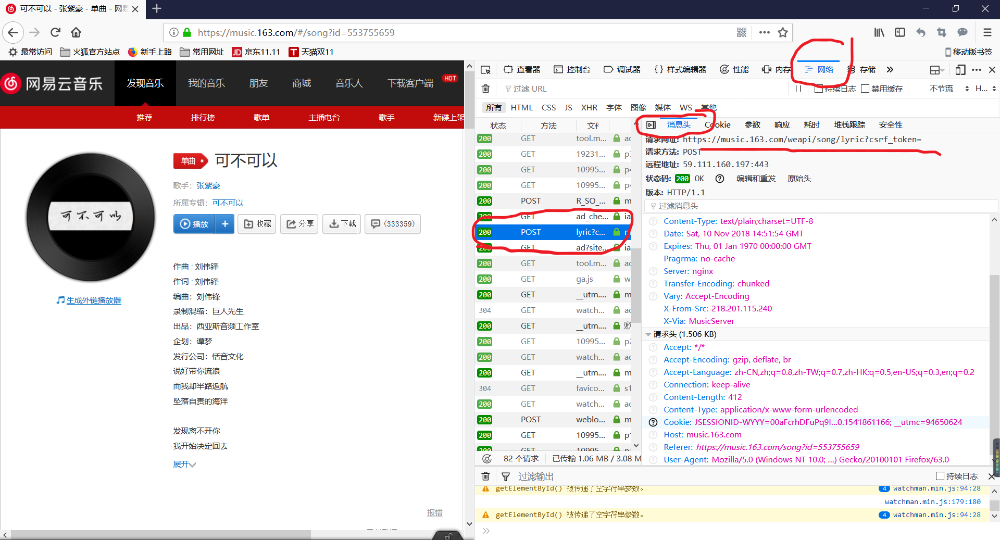 可不可以 - 张紫豪 - 单曲 - 网易
https://music.163.com/#/song?id=553755659
最常访问 火狐官方站点 新手上路 常用网址 JD 京东11.11 T 天猫双11 移动版书签
网易云音乐 发现音乐 我的音乐 朋友 商城 音乐人 下载客户端 HOT
推荐 排行榜 歌单 主播电台 歌手 新碟上架
单曲 可不可以
歌手: 张紫豪
所属专辑: 可不可以
播放 + 收藏 分享 下载 (333359)
可不可以
生成外链播放器
作曲 : 刘伟锋
作词 : 刘伟锋
编曲：刘伟锋
录制混缩：巨人先生
出品：西亚斯音频工作室
企划：谭梦
发行公司：恬音文化
说好带你流浪
而我却半路返航
坠落自责的海洋
发现离不开你
我开始决定回去
展开
报错
查看器 控制台 调试器 {} 样式编辑器 性能 内存 网络 存储
过滤 URL 持续日志 禁用缓存 不节流 H...
所有 HTML CSS JS XHR 字体 图像 媒体 WS 其他
状态 方法
200 GET tool.m... ac
200 GET 19231... p3
200 GET 10995... p4
200 GET 10995... p4
200 POST R_SO_... m
200 GET ad_che... ia
200 POST lyric?c...
200 GET ad?site... ia
200 GET tool.m... ac
200 GET ga.js w
200 GET __utm.... m
304 GET watch... ac
200 GET __utm....
200 GET 10995... p2
200 GET watch... ac
200 GET __utm.... m
304 GET favico... s1
200 GET watch... ac
200 POST weblo... m
200 GET 10995... p1
200 GET 10995...
82 个请求 已传输 1.06 MB / 3.08 M
消息头 Cookie 参数 响应 耗时 堆栈跟踪 安全性
请求网址: https://music.163.com/weapi/song/lyric?csrf_token=
请求方法: POST
远程地址: 59.111.160.197:443
状态码: 200 OK 编辑和重发 原始头
版本: HTTP/1.1
过滤消息头
Content-Type: text/plain;charset=UTF-8
Date: Sat, 10 Nov 2018 14:51:54 GMT
Expires: Thu, 01 Jan 1970 00:00:00 GMT
Pragrma: no-cache
Server: nginx
Transfer-Encoding: chunked
Vary: Accept-Encoding
X-From-Src: 218.201.115.240
X-Via: MusicServer
请求头 (1.506 KB)
Accept: */*
Accept-Encoding: gzip, deflate, br
Accept-Language: zh-CN,zh;q=0.8,zh-TW;q=0.7,zh-HK;q=0.5,en-US;q=0.3,en;q=0.2
Connection: keep-alive
Content-Length: 412
Content-Type: application/x-www-form-urlencoded
Cookie: JSESSIONID-WYYY=00aFcrhDFuPq9I...0.1541861166; __utmc=94650624
Host: music.163.com
Referer: https://music.163.com/song?id=553755659
User-Agent: Mozilla/5.0 (Windows NT 10.0; ...) Gecko/20100101 Firefox/63.0
过滤输出 持续日志
getElementById() 被传递了空字符串参数。 4 watchman.min.js:94:28
watchman.min.js:179:180
getElementById() 被传递了空字符串参数。 4 watchman.min.js:94:28